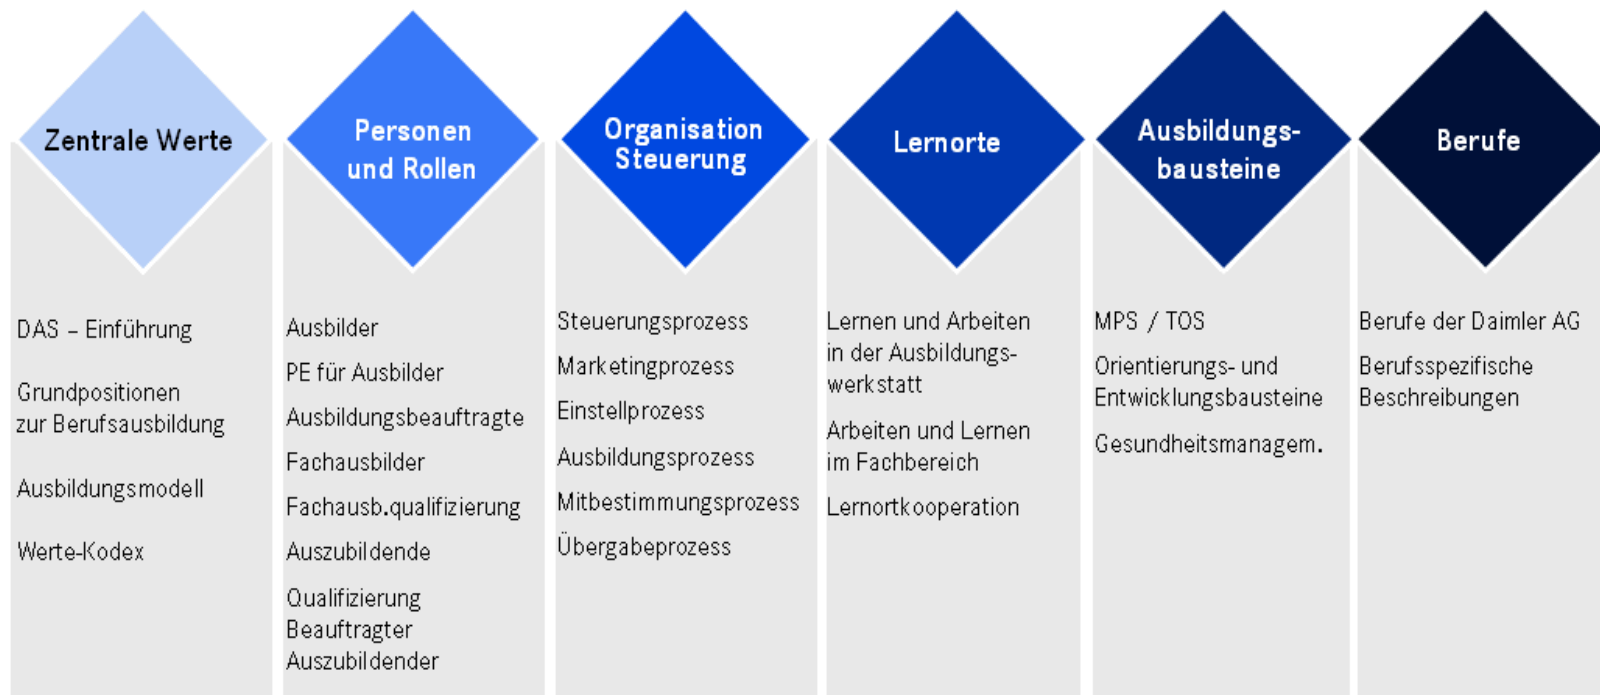 Zentrale Werte
DAS – Einführung
Grundpositionen
zur Berufsausbildung
Ausbildungsmodell
Werte-Kodex
Personen
und Rollen
Ausbilder
PE für Ausbilder
Ausbildungsbeauftragte
Fachausbilder
Fachausb.qualifizierung
Auszubildende
Qualifizierung
Beauftragter
Auszubildender
Organisation
Steuerung
Steuerungsprozess
Marketingprozess
Einstellprozess
Ausbildungsprozess
Mitbestimmungsprozess
Übergabeprozess
Lernorte
Lernen und Arbeiten
in der Ausbildungs-
werkstatt
Arbeiten und Lernen
im Fachbereich
Lernortkooperation
Ausbildungs-
bausteine
MPS / TOS
Orientierungs- und
Entwicklungsbausteine
Gesundheitsmanagem.
Berufe
Berufe der Daimler AG
Berufsspezifische
Beschreibungen